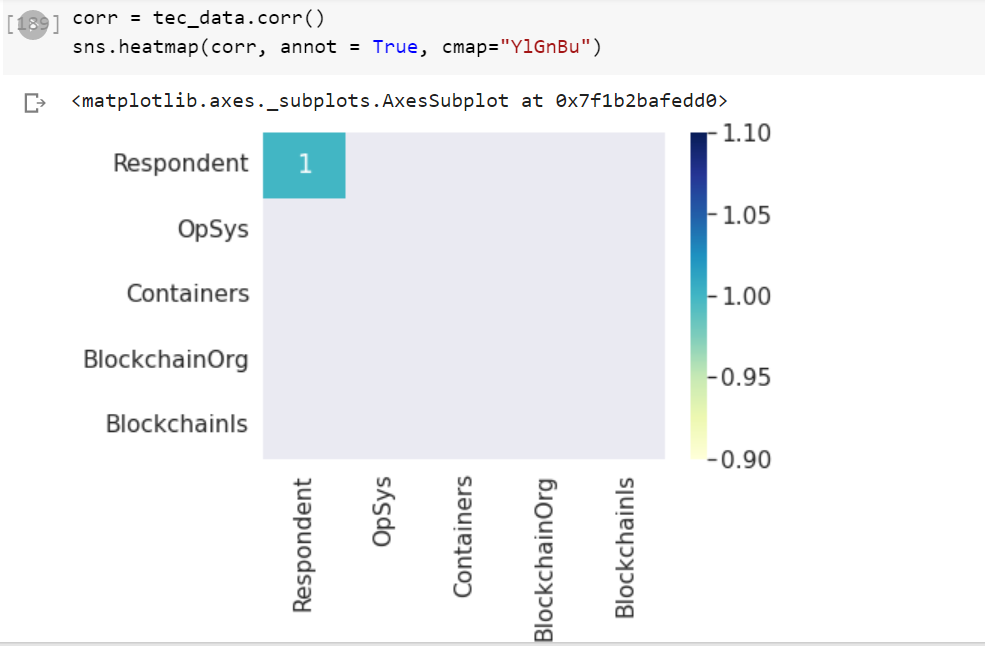 [189] corr = tec_data.corr()
sns.heatmap(corr, annot = True, cmap="YlGnBu")
<matplotlib.axes._subplots.AxesSubplot at 0x7f1b2bafedd0>
Respondent
OpSys
Containers
BlockchainOrg
BlockchainIs
1
1.10
1.05
1.00
0.95
0.90
Respondent
OpSys
Containers
BlockchainOrg
BlockchainIs